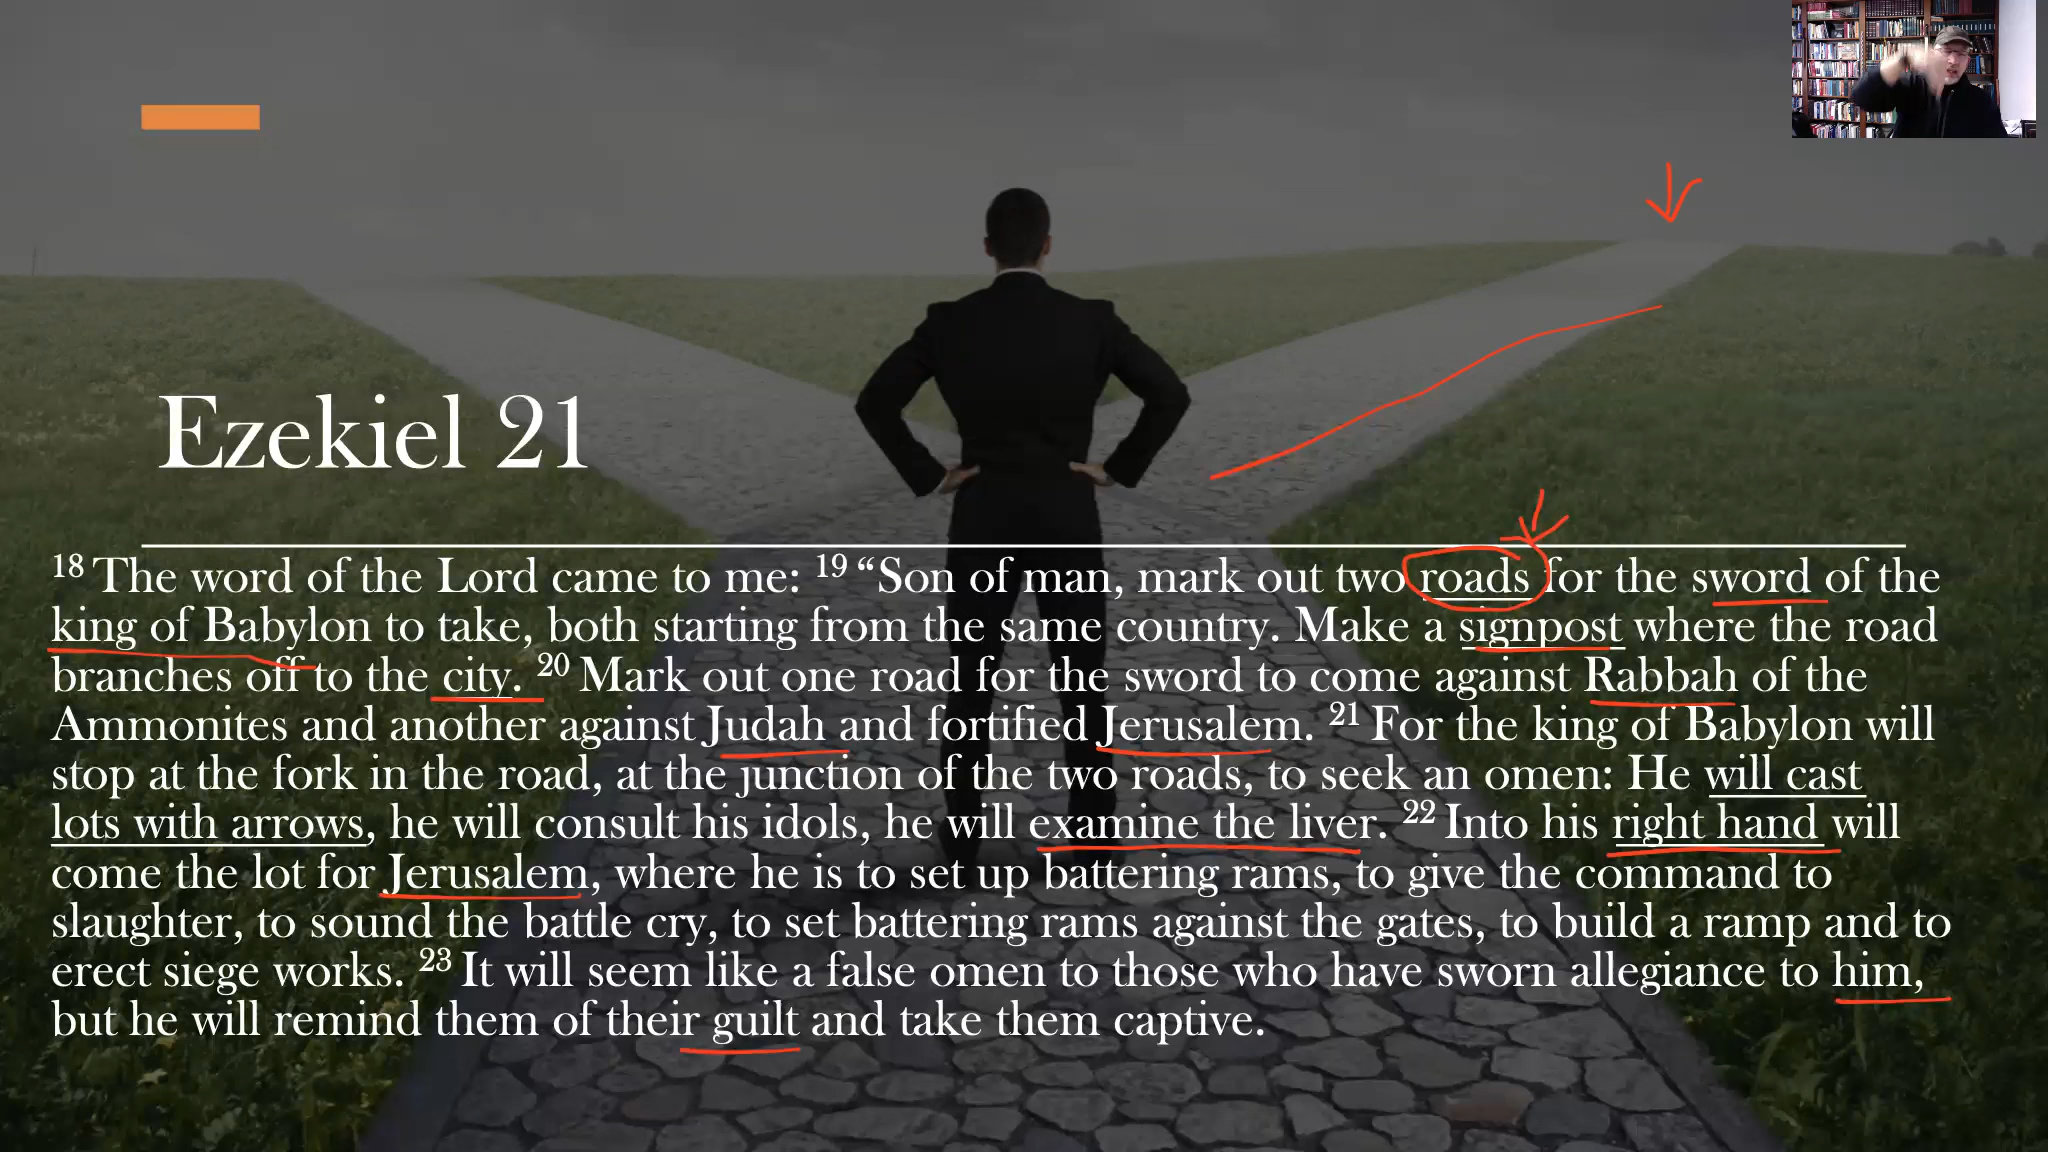 Ezekiel 21
18 The word of the Lord came to me: 19 “Son of man, mark out two roads for the sword of the
king of Babylon to take, both starting from the same country. Make a signpost where the road
branches off to the city. 20 Mark out one road for the sword to come against Rabbah of the
Ammonites and another against Judah and fortified Jerusalem. 21 For the king of Babylon will
stop at the fork in the road, at the junction of the two roads, to seek an omen: He will cast
lots with arrows, he will consult his idols, he will examine the liver. 22 Into his right hand will
come the lot for Jerusalem, where he is to set up battering rams, to give the command to
slaughter, to sound the battle cry, to set battering rams against the gates, to build a ramp and to
erect siege works. 23 It will seem like a false omen to those who have sworn allegiance to him,
but he will remind them of their guilt and take them captive.